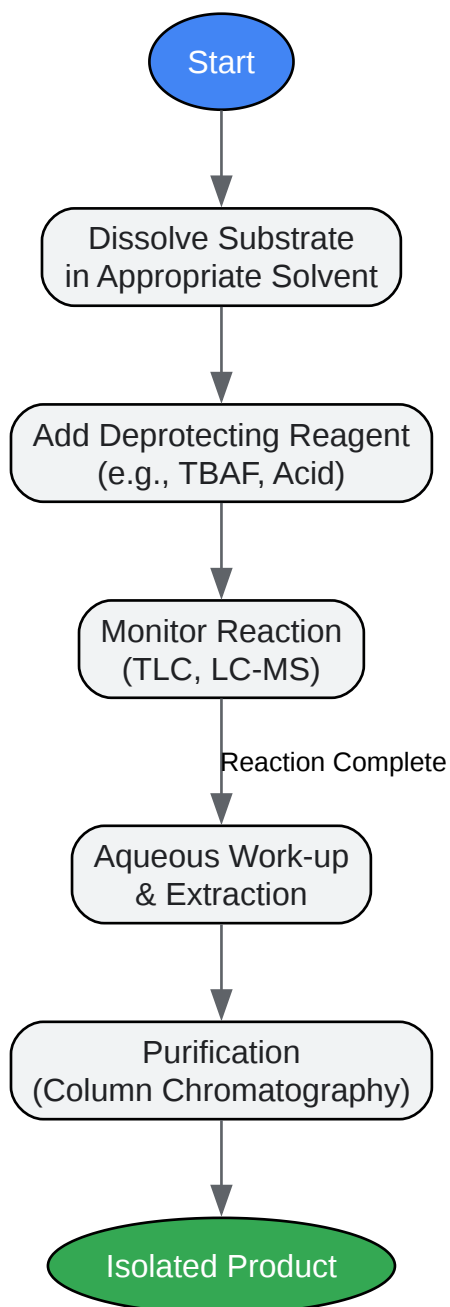 Start
Dissolve Substrate
in Appropriate Solvent
Add Deprotecting Reagent
(e.g., TBAF, Acid)
Monitor Reaction
(TLC, LC-MS)
Reaction Complete
Aqueous Work-up
& Extraction
Purification
(Column Chromatography)
Isolated Product